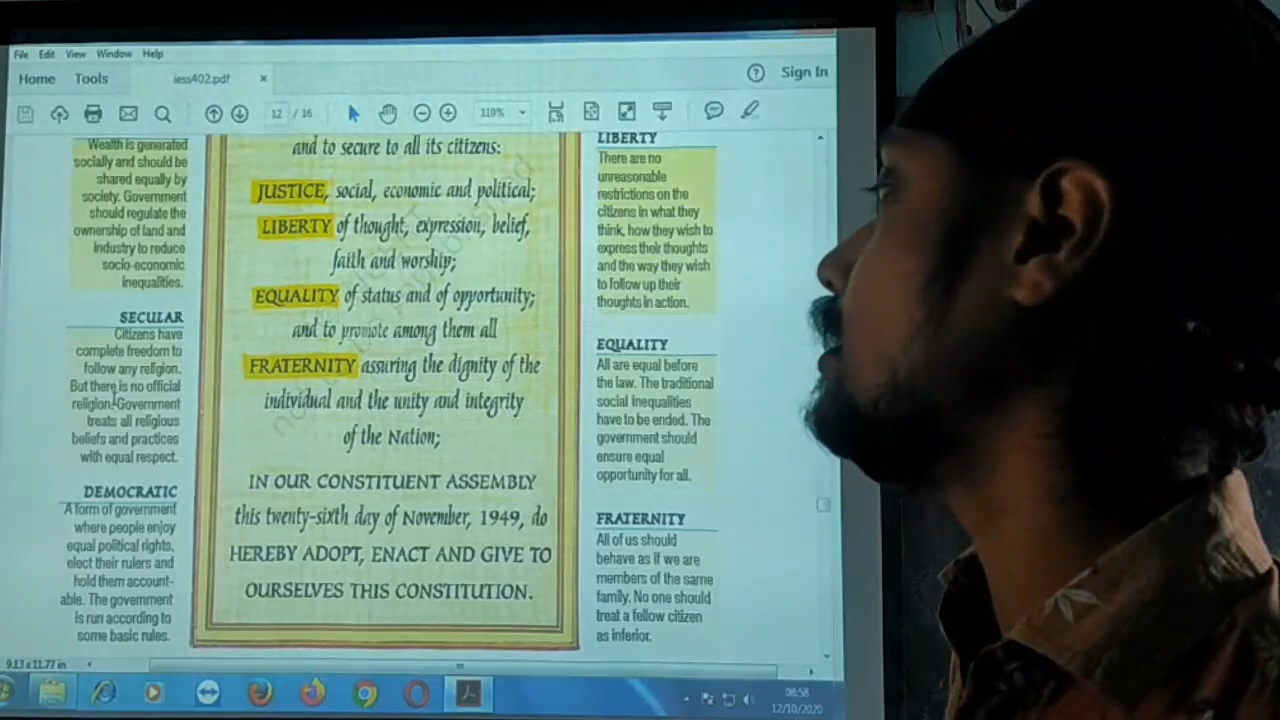 File Edit View Window Help
Home Tools iess402.pdf × ? Sign In
12 / 16 110%
Wealth is generated
socially and should be
shared equally by
society. Government
should regulate the
ownership of land and
industry to reduce
socio-economic
inequalities.
SECULAR
Citizens have
complete freedom to
follow any religion.
But there is no official
religion. Government
treats all religious
beliefs and practices
with equal respect.
DEMOCRATIC
A form of government
where people enjoy
equal political rights,
elect their rulers and
hold them account-
able. The government
is run according to
some basic rules.
and to secure to all its citizens:
JUSTICE, social, economic and political;
LIBERTY of thought, expression, belief,
faith and worship;
EQUALITY of status and of opportunity;
and to promote among them all
FRATERNITY assuring the dignity of the
individual and the unity and integrity
of the Nation;
IN OUR CONSTITUENT ASSEMBLY
this twenty-sixth day of November, 1949, do
HEREBY ADOPT, ENACT AND GIVE TO
OURSELVES THIS CONSTITUTION.
LIBERTY
There are no
unreasonable
restrictions on the
citizens in what they
think, how they wish to
express their thoughts
and the way they wish
to follow up their
thoughts in action.
EQUALITY
All are equal before
the law. The traditional
social inequalities
have to be ended. The
government should
ensure equal
opportunity for all.
FRATERNITY
All of us should
behave as if we are
members of the same
family. No one should
treat a fellow citizen
as inferior.
9.13 x 11.77 in
08:58
12/10/2020